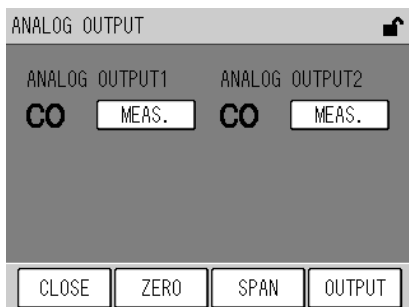 ANALOG OUTPUT
ANALOG OUTPUT1 ANALOG OUTPUT2
CO MEAS. CO MEAS.
CLOSE ZERO SPAN OUTPUT